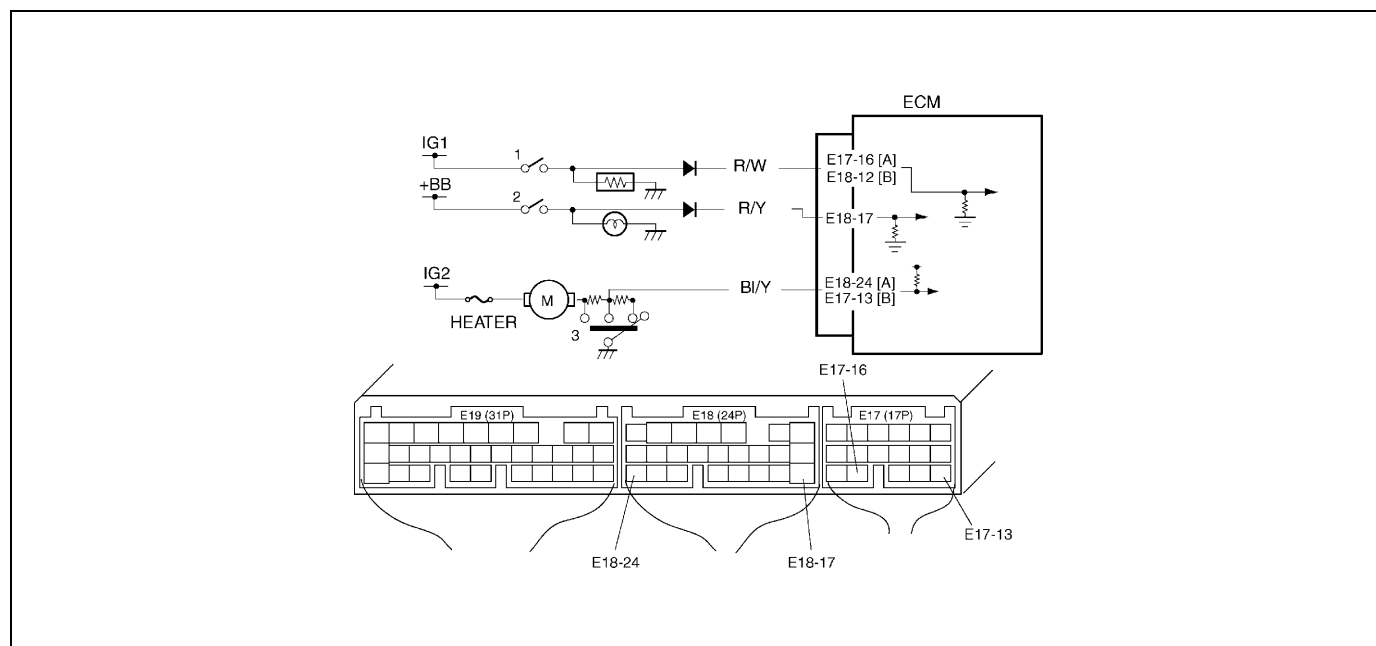 ECM
IG1
1
R/W
E17-16 [A]
E18-12 [B]
+BB
2
R/Y
E18-17
IG2
M
HEATER
3
Bl/Y
E18-24 [A]
E17-13 [B]
E17-16
E19 (31P)
E18 (24P)
E17 (17P)
E17-13
E18-24
E18-17